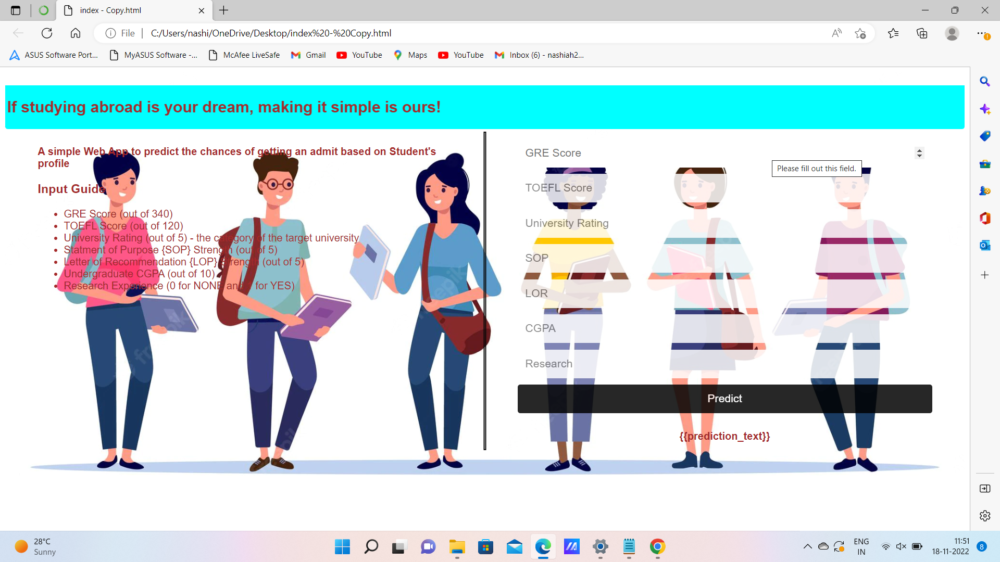 index - Copy.html
File
C:/Users/nashi/OneDrive/Desktop/index%20-%20Copy.html
ASUS Software Port...
MyASUS Software -...
McAfee LiveSafe
Gmail
YouTube
Maps
YouTube
Inbox (6) - nashiah2...
If studying abroad is your dream, making it simple is ours!
A simple Web App to predict the chances of getting an admit based on Student's
profile
Input Guide
GRE Score (out of 340)
TOEFL Score (out of 120)
University Rating (out of 5) - the category of the target university
Statment of Purpose {SOP} Strength (out of 5)
Letter of Recommendation {LOP} Strength (out of 5)
Undergraduate CGPA (out of 10)
Research Experience (0 for NONE and 1 for YES)
GRE Score
Please fill out this field.
TOEFL Score
University Rating
SOP
LOR
CGPA
Research
Predict
{{prediction_text}}
28°C
Sunny
ENG
IN
11:51
18-11-2022
8